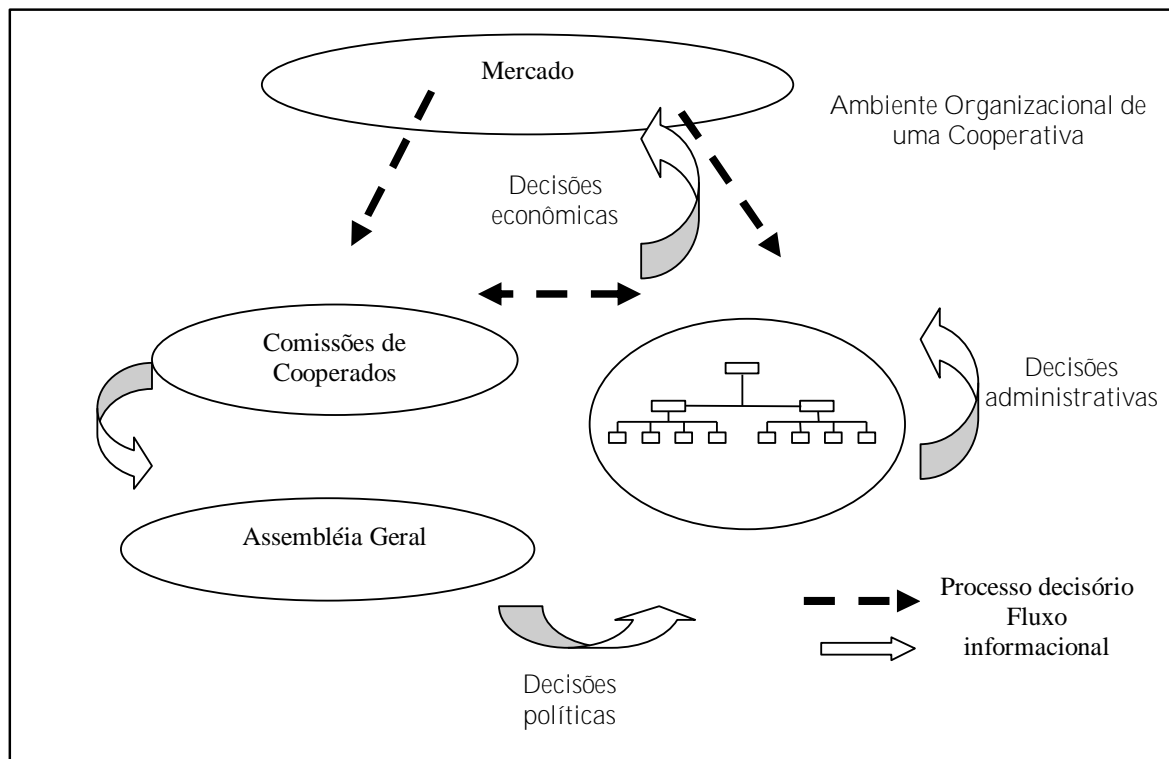 Mercado
Ambiente Organizacional de
uma Cooperativa
Decisões
econômicas
Comissões de
Cooperados
Decisões
administrativas
Assembléia Geral
Processo decisório
Fluxo
informacional
Decisões
políticas